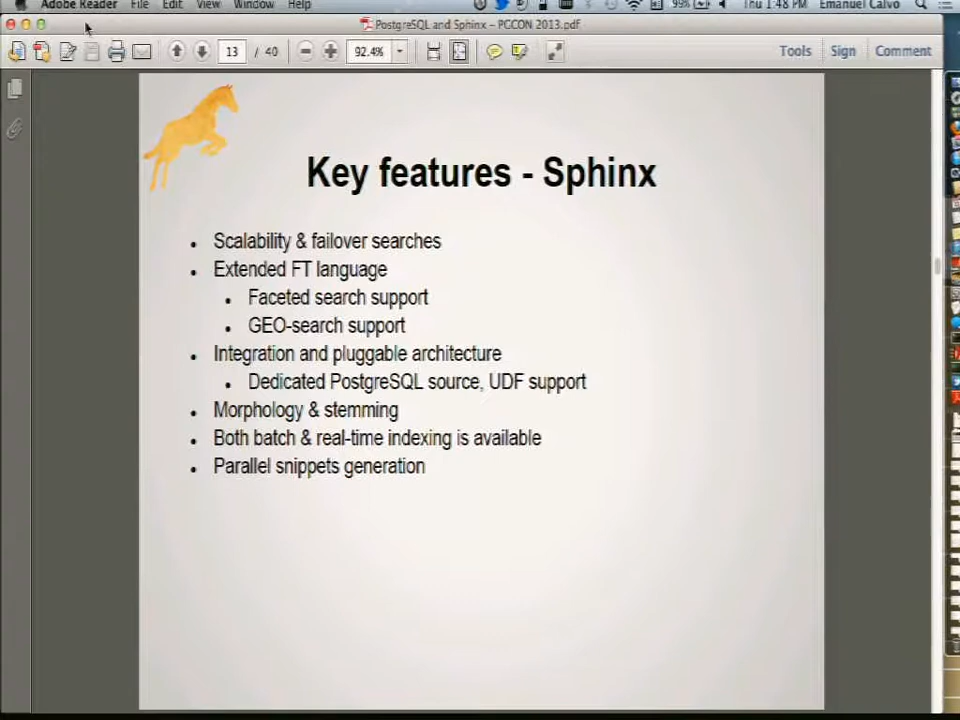 Adobe Reader File Edit View Window Help 99% Thu 1:48 PM Emanuel Calvo
PostgreSQL and Sphinx – PGCON 2013.pdf
13 / 40 92.4% Tools Sign Comment
Key features - Sphinx
• Scalability & failover searches
• Extended FT language
• Faceted search support
• GEO-search support
• Integration and pluggable architecture
• Dedicated PostgreSQL source, UDF support
• Morphology & stemming
• Both batch & real-time indexing is available
• Parallel snippets generation